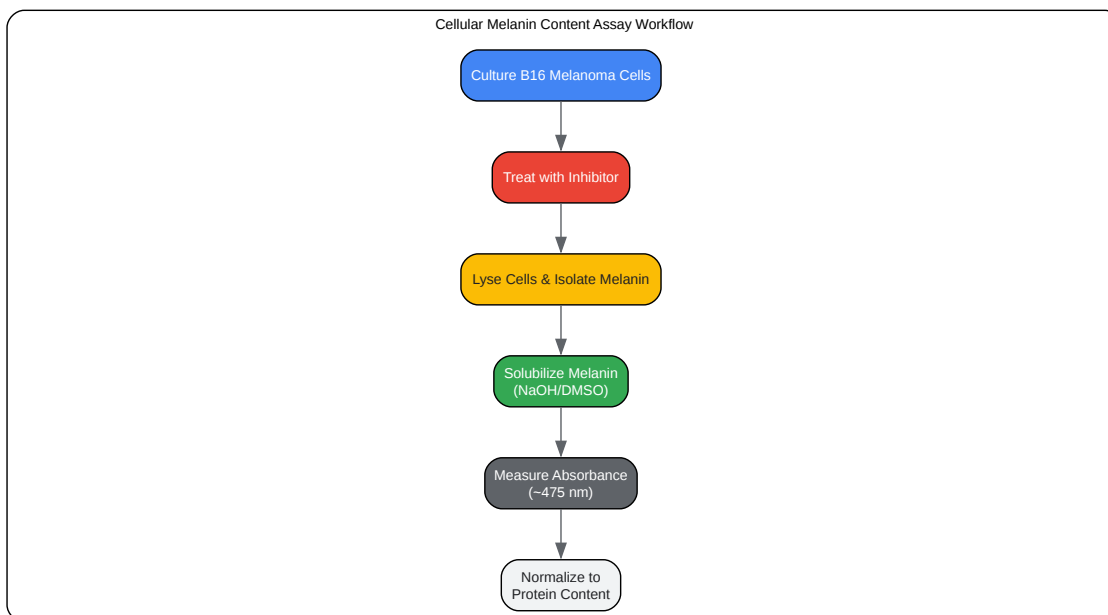 Cellular Melanin Content Assay Workflow
Culture B16 Melanoma Cells
Treat with Inhibitor
Lyse Cells & Isolate Melanin
Solubilize Melanin
(NaOH/DMSO)
Measure Absorbance
(~475 nm)
Normalize to
Protein Content